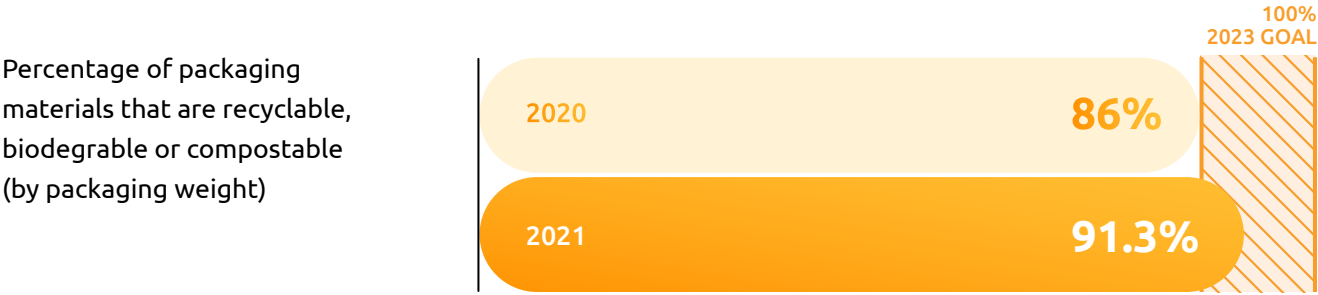 100%
2023 GOAL
Percentage of packaging
materials that are recyclable,
biodegrable or compostable
(by packaging weight)
2020 86%
2021 91.3%